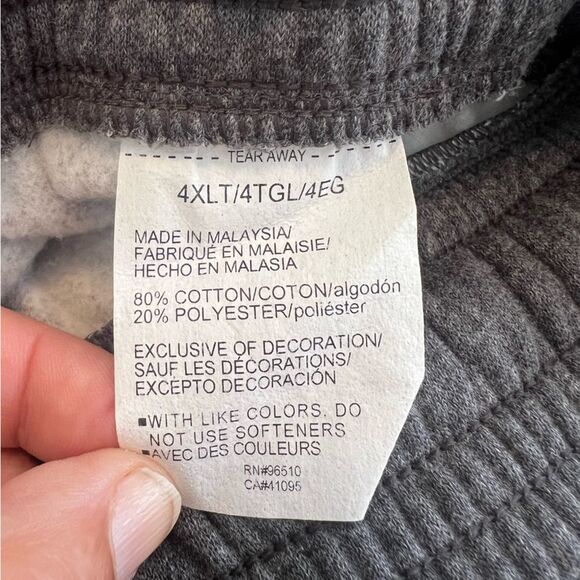 TEAR AWAY
4XLT/4TGL/4EG
MADE IN MALAYSIA/
FABRIQUÉ EN MALAISIE/
HECHO EN MALASIA
80% COTTON/COTON/algodón
20% POLYESTER/poliéster
EXCLUSIVE OF DECORATION/
SAUF LES DÉCORATIONS/
EXCEPTO DECORACIÓN
■WITH LIKE COLORS. DO
NOT USE SOFTENERS
■AVEC DES COULEURS
RN#96510
CA#41095